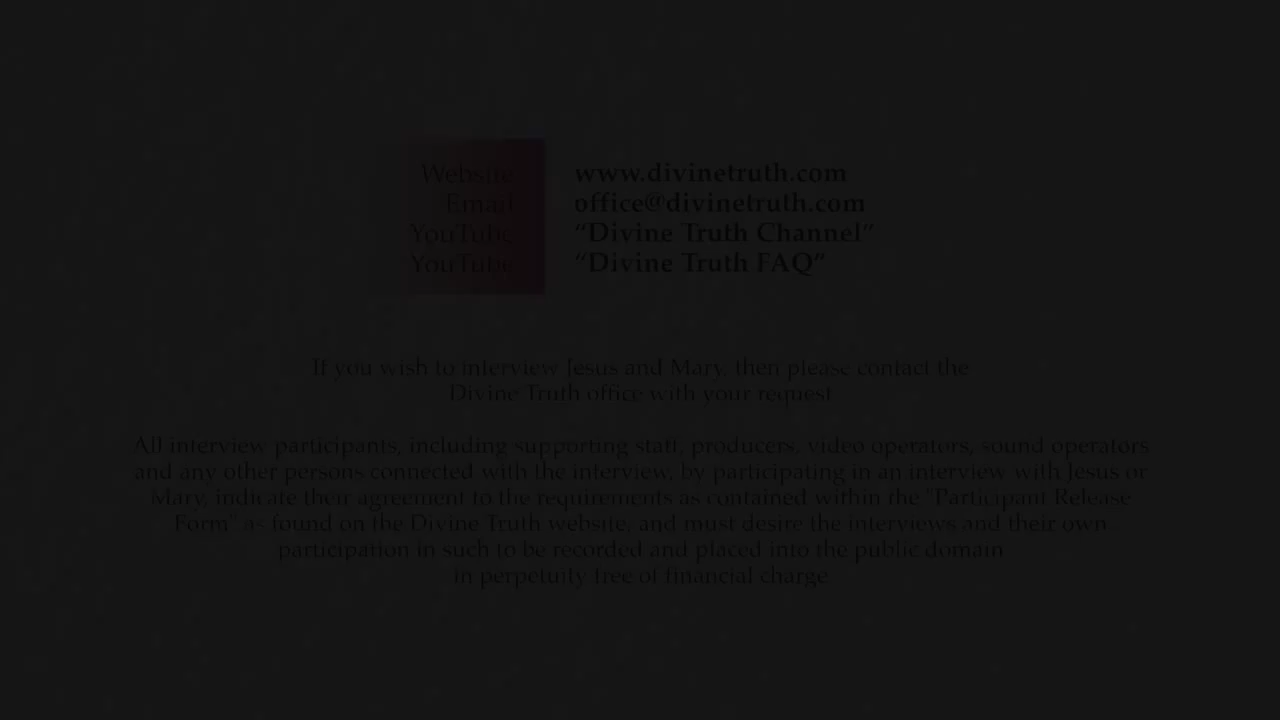 Website www.divinetruth.com
Email office@divinetruth.com
YouTube “Divine Truth Channel”
YouTube “Divine Truth FAQ”
If you wish to interview Jesus and Mary, then please contact the
Divine Truth office with your request
All interview participants, including supporting staff, producers, video operators, sound operators
and any other persons connected with the interview, by participating in an interview with Jesus or
Mary, indicate their agreement to the requirements as contained within the "Participant Release
Form" as found on the Divine Truth website, and must desire the interviews and their own
participation in such to be recorded and placed into the public domain
in perpetuity free of financial charge